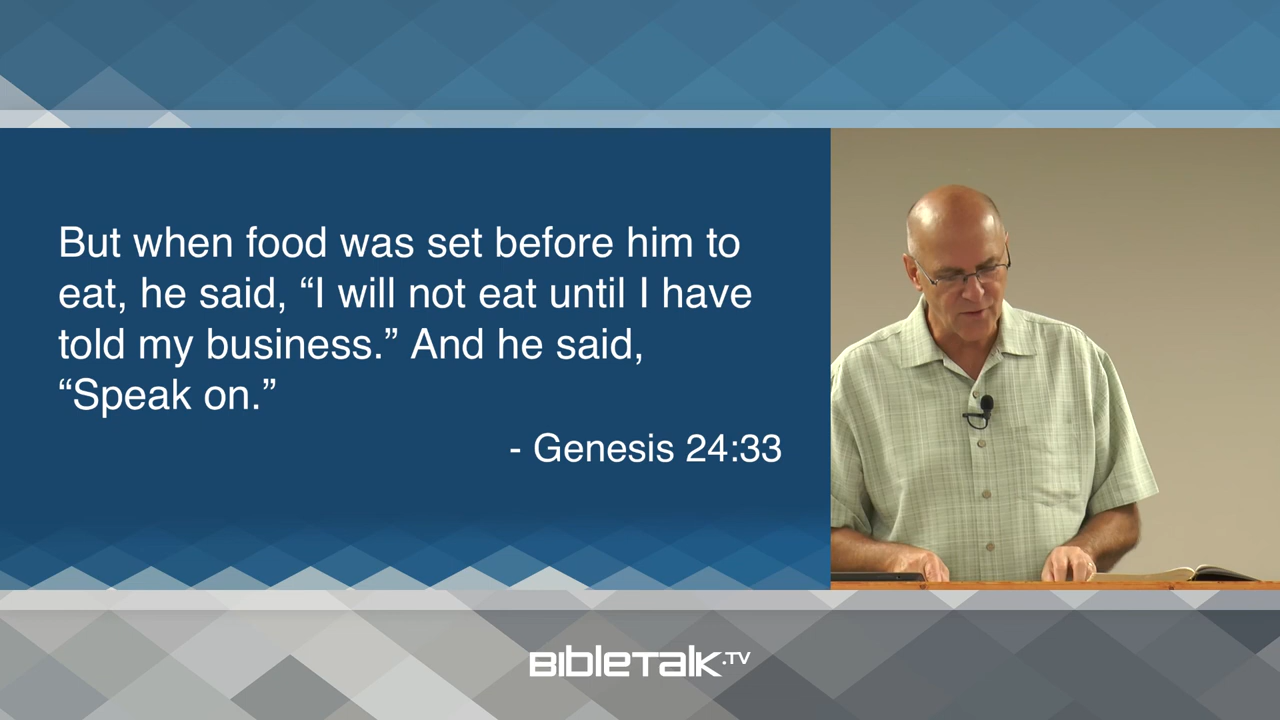 But when food was set before him to
eat, he said, “I will not eat until I have
told my business.” And he said,
“Speak on.”
- Genesis 24:33
BIBLETALK.TV